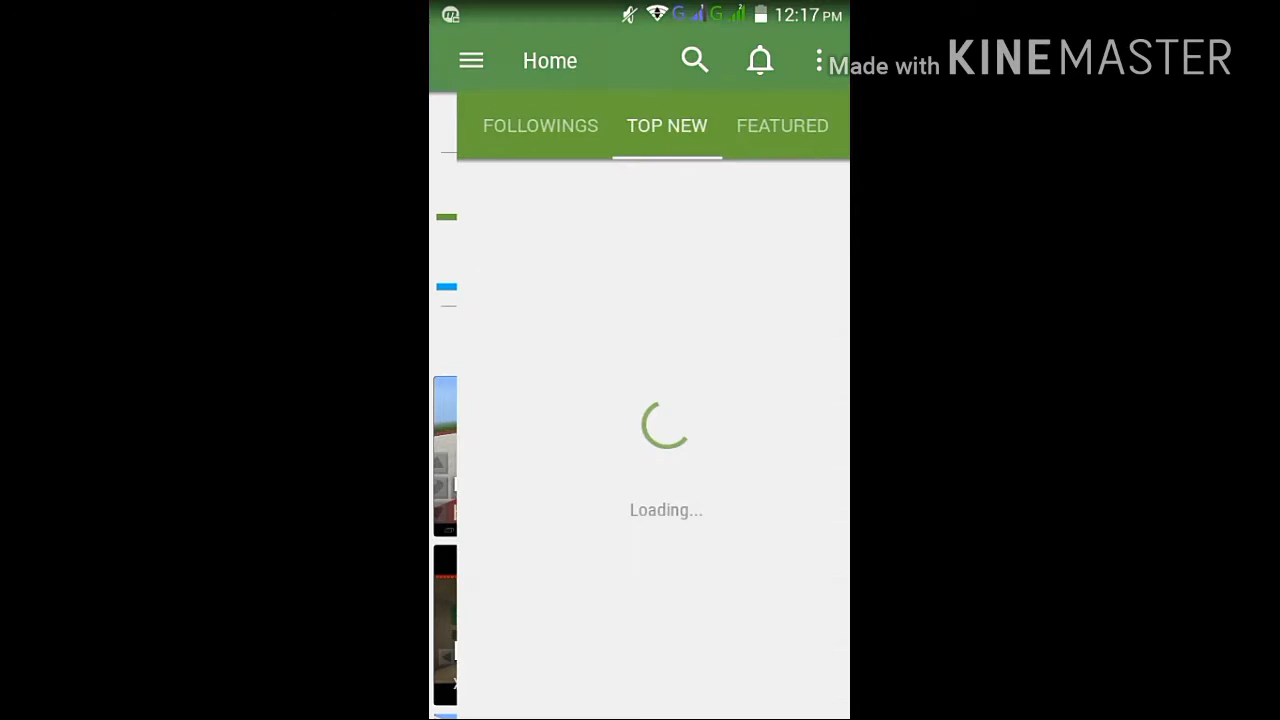 12:17 PM
Home
Made with KINEMASTER
FOLLOWINGS TOP NEW FEATURED
Loading...